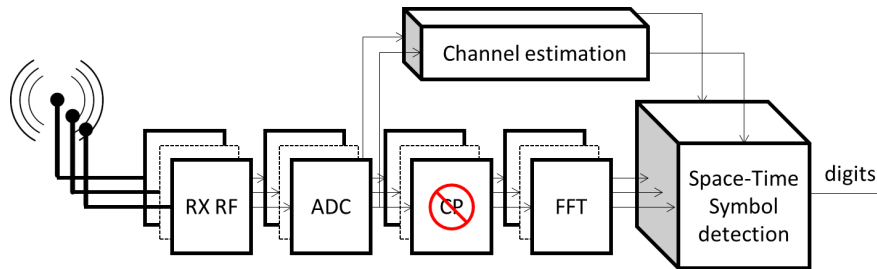 Channel estimation
RX RF
ADC
CP
FFT
Space-Time
Symbol
detection
digits